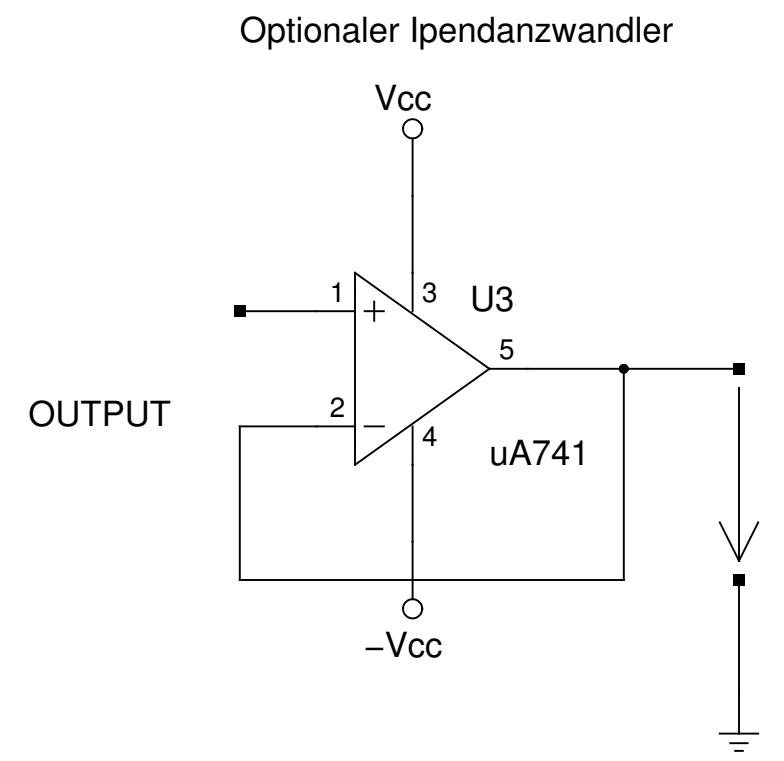 Optionaler Ipendanzwandler
Vcc
1
+
3
U3
5
OUTPUT
2
−
4
uA741
−Vcc